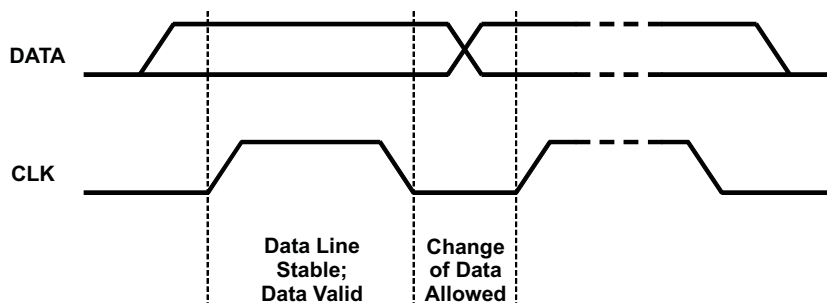 DATA
CLK
Data Line
Stable;
Data Valid
Change
of Data
Allowed